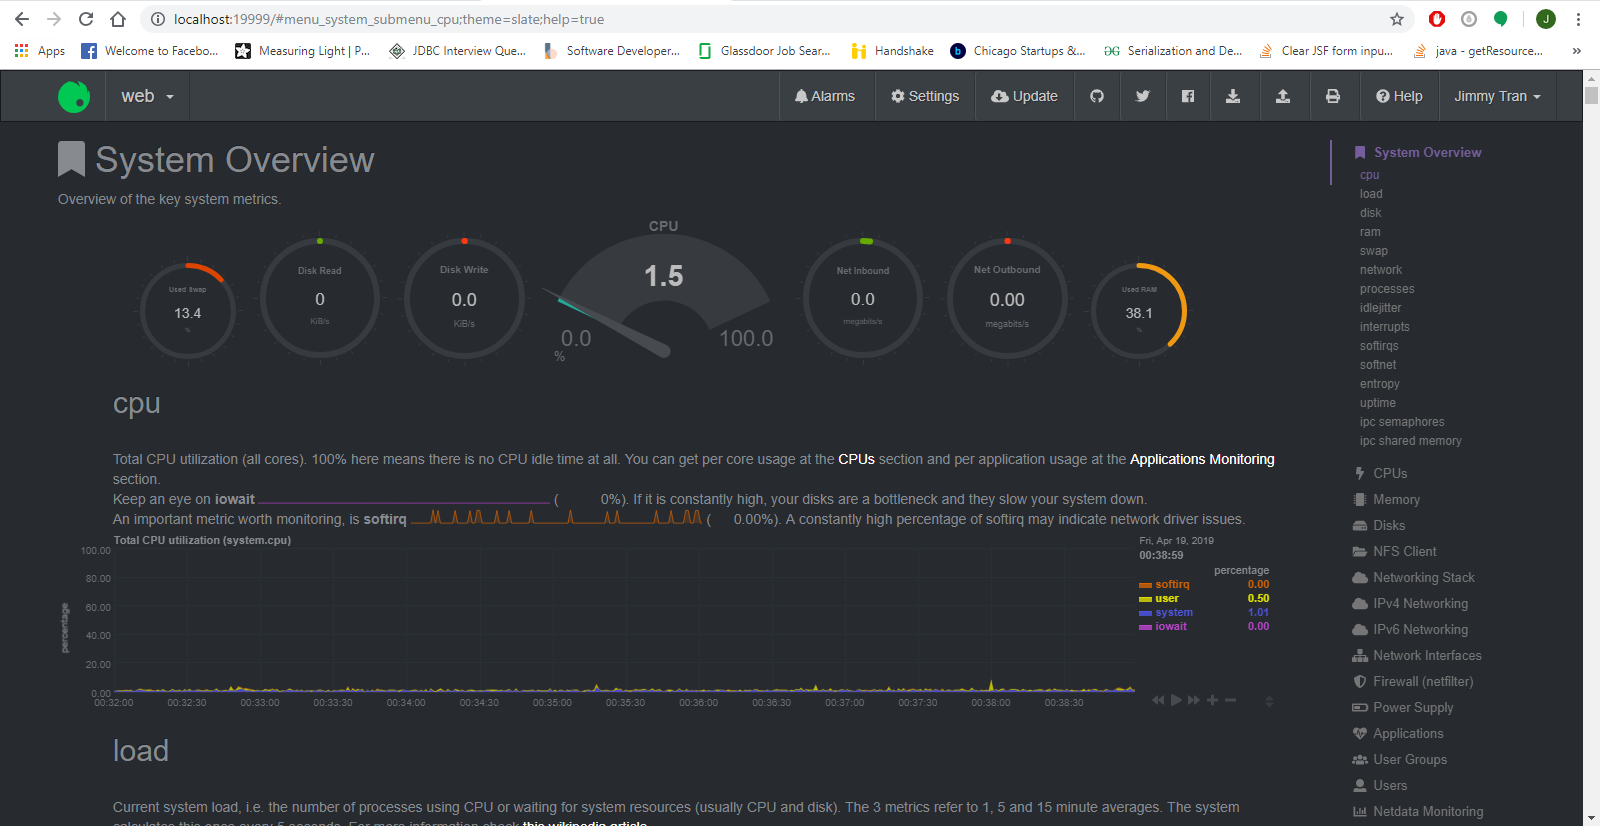 localhost:19999/#menu_system_submenu_cpu;theme=slate;help=true
J
Apps
Welcome to Facebo...
Measuring Light | P...
JDBC Interview Que...
Software Developer...
Glassdoor Job Sear...
Handshake
b
Chicago Startups &...
Serialization and De...
Clear JSF form inpu...
java - getResource...
»
web
Alarms
Settings
Update
Help
Jimmy Tran
System Overview
Overview of the key system metrics.
Used Swap
13.4
%
Disk Read
0
KiB/s
Disk Write
0.0
KiB/s
CPU
1.5
0.0
100.0
%
Net Inbound
0.0
megabits/s
Net Outbound
0.00
megabits/s
Used RAM
38.1
%
cpu
Total CPU utilization (all cores). 100% here means there is no CPU idle time at all. You can get per core usage at the CPUs section and per application usage at the Applications Monitoring
section.
Keep an eye on iowait ( 0%). If it is constantly high, your disks are a bottleneck and they slow your system down.
An important metric worth monitoring, is softirq ( 0.00%). A constantly high percentage of softirq may indicate network driver issues.
Total CPU utilization (system.cpu)
percentage
100.00
80.00
60.00
40.00
20.00
0.00
00:32:00 00:32:30 00:33:00 00:33:30 00:34:00 00:34:30 00:35:00 00:35:30 00:36:00 00:36:30 00:37:00 00:37:30 00:38:00 00:38:30
Fri, Apr 19, 2019
00:38:59
percentage
softirq 0.00
user 0.50
system 1.01
iowait 0.00
load
Current system load, i.e. the number of processes using CPU or waiting for system resources (usually CPU and disk). The 3 metrics refer to 1, 5 and 15 minute averages. The system
calculates this once every 5 seconds. For more information check this wikipedia article
System Overview
cpu
load
disk
ram
swap
network
processes
idlejitter
interrupts
softirqs
softnet
entropy
uptime
ipc semaphores
ipc shared memory
CPUs
Memory
Disks
NFS Client
Networking Stack
IPv4 Networking
IPv6 Networking
Network Interfaces
Firewall (netfilter)
Power Supply
Applications
User Groups
Users
Netdata Monitoring